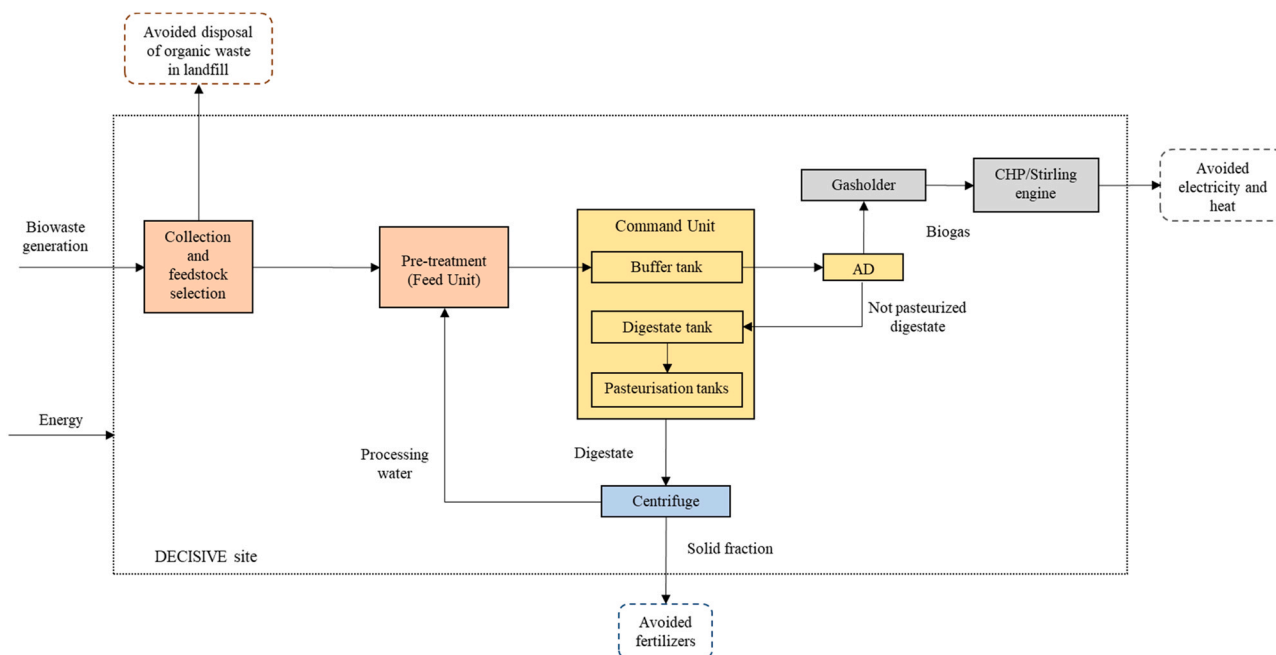 Avoided disposal
of organic waste
in landfill
Biowaste
generation
Collection
and
feedstock
selection
Pre-treatment
(Feed Unit)
Command Unit
Buffer tank
Digestate tank
Pasteurisation tanks
AD
Gasholder
CHP/Stirling
engine
Biogas
Avoided
electricity and
heat
Not pasteurized
digestate
Energy
Processing
water
Digestate
Centrifuge
Solid fraction
DECISIVE site
Avoided
fertilizers